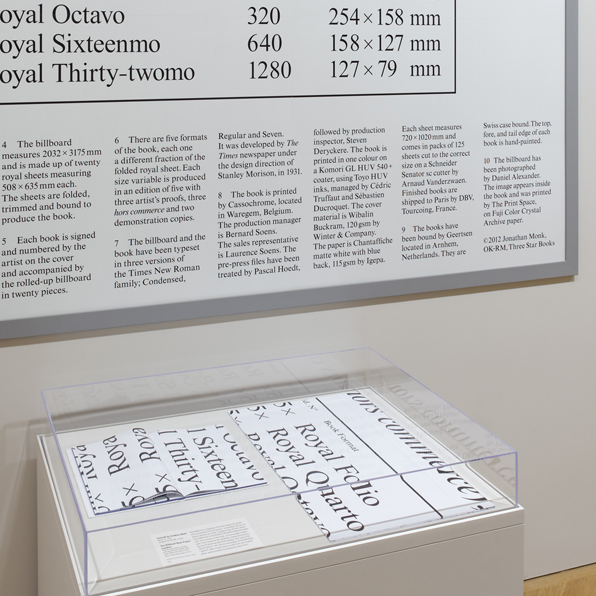 oyal Octavo 320 254 × 158 mm
oyal Sixteenmo 640 158 × 127 mm
oyal Thirty-twomo 1280 127 × 79 mm
4 The billboard
measures 2032 × 3175 mm
and is made up of twenty
royal sheets measuring
508 × 635 mm each.
The sheets are folded,
trimmed and bound to
produce the book.
5 Each book is signed
and numbered by the
artist on the cover
and accompanied by
the rolled-up billboard
in twenty pieces.
6 There are five formats
of the book, each one
a different fraction of the
folded royal sheet. Each
size variable is produced
in an edition of five with
three artist's proofs, three
hors commerce and two
demonstration copies.
7 The billboard and the
book have been typeset
in three versions of
the Times New Roman
family; Condensed,
Regular and Seven.
It was developed by The
Times newspaper under
the design direction of
Stanley Morison, in 1931.
8 The book is printed
by Cassochrome, located
in Waregem, Belgium.
The production manager
is Bernard Soens.
The sales representative
is Laurence Soens. The
pre-press files have been
treated by Pascal Hoedt,
followed by production
inspector, Steven
Deryckere. The book is
printed in one colour on
a Komori GL HUV 540+
coater, using Toyo HUV
inks, managed by Cédric
Truffaut and Sébastien
Ducroquet. The cover
material is Wibalin
Buckram, 120 gsm by
Winter & Company.
The paper is Chantaffiche
matte white with blue
back, 115 gsm by Igepa.
Each sheet measures
720 × 1020 mm and
comes in packs of 125
sheets cut to the correct
size on a Schneider
Senator sc cutter by
Arnaud Vanderzwaen.
Finished books are
shipped to Paris by DBV,
Tourcoing, France.
9 The books have
been bound by Geertsen
located in Arnhem,
Netherlands. They are
Swiss case bound. The top,
fore, and tail edge of each
book is hand-painted.
10 The billboard has
been photographed
by Daniel Alexander.
The image appears inside
the book and was printed
by The Print Space,
on Fuji Color Crystal
Archive paper.
©2012 Jonathan Monk,
OK-RM, Three Star Books
5× Roya
Roya
1 Sixteen
Thirty-
Octavo
5×
5×
Book Format
Royal Folio
Royal Quarto
hors commerce